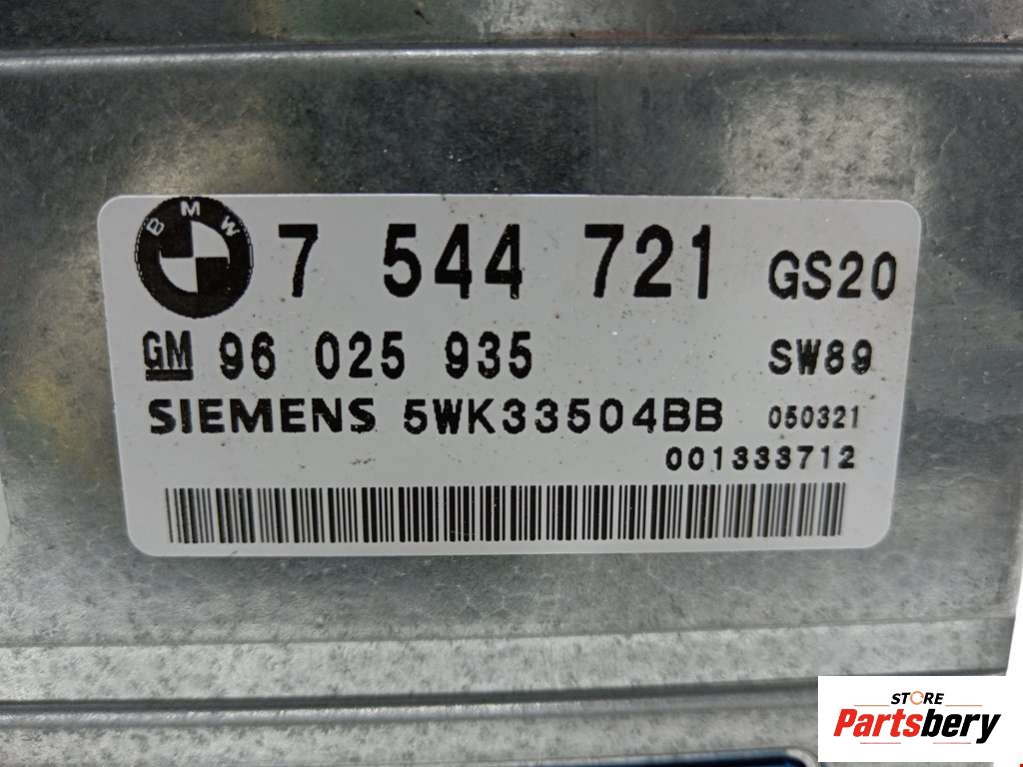 BMW 7 544 721 GS20
GM 96 025 935 SW89
SIEMENS 5WK33504BB 050321
001333712
STORE
Partsbery